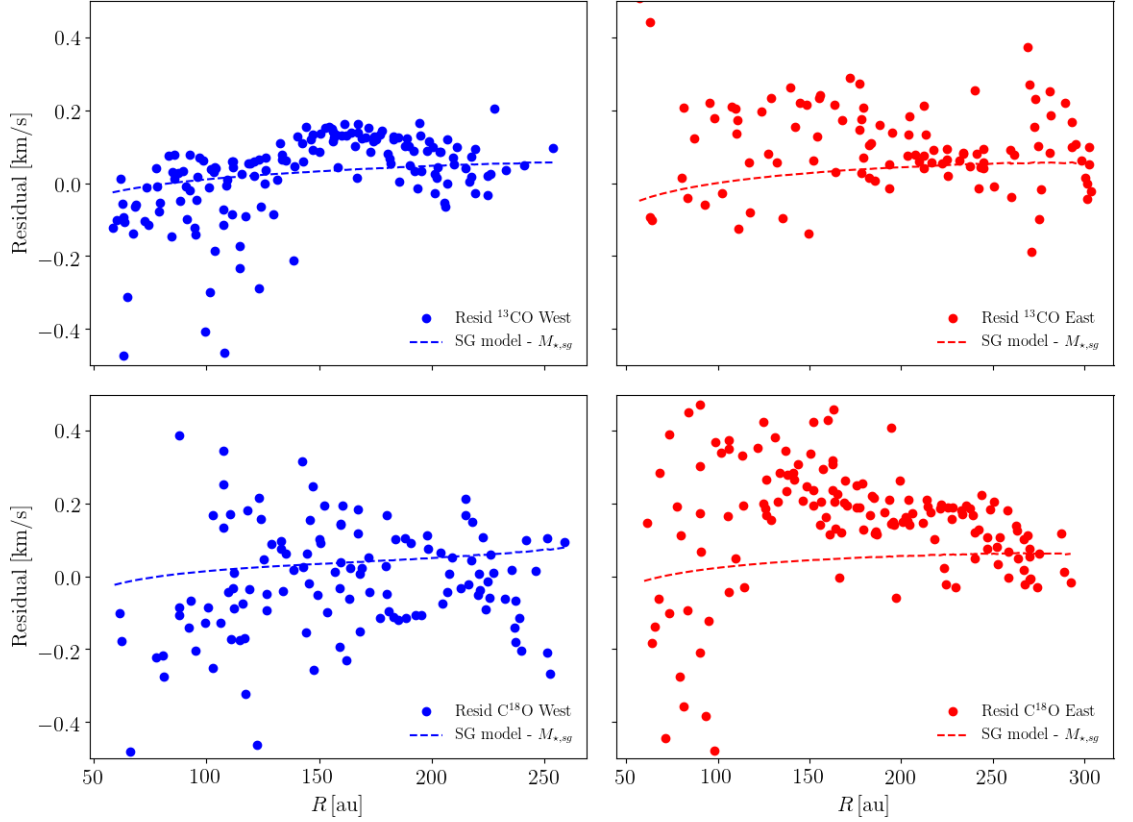 0.4
0.2
0.0
−0.2
−0.4
Residual [km/s]
Resid ¹³CO West
SG model - M⋆,sg
Resid ¹³CO East
SG model - M⋆,sg
0.4
0.2
0.0
−0.2
−0.4
Residual [km/s]
Resid C¹⁸O West
SG model - M⋆,sg
50 100 150 200 250
R [au]
Resid C¹⁸O East
SG model - M⋆,sg
50 100 150 200 250 300
R [au]